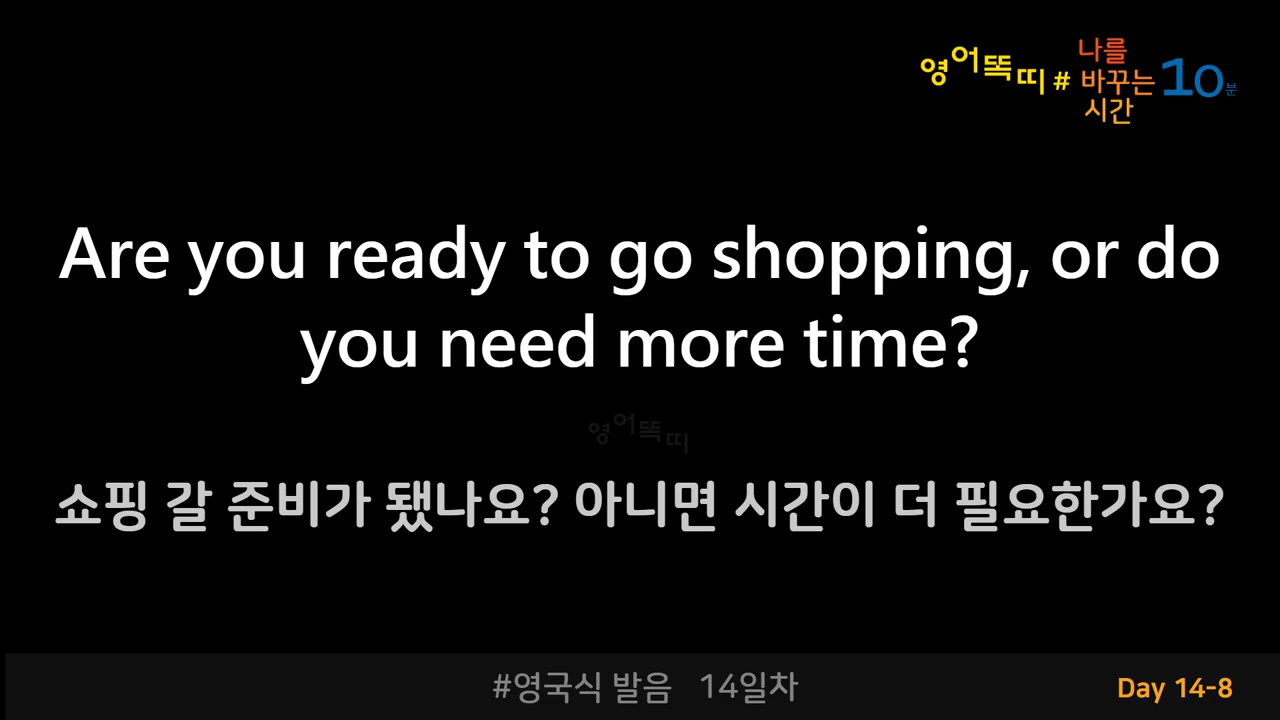 영어똑띠 # 나를 바꾸는 시간 10분
Are you ready to go shopping, or do
you need more time?
영어똑띠
쇼핑 갈 준비가 됐나요? 아니면 시간이 더 필요한가요?
#영국식 발음 14일차
Day 14-8